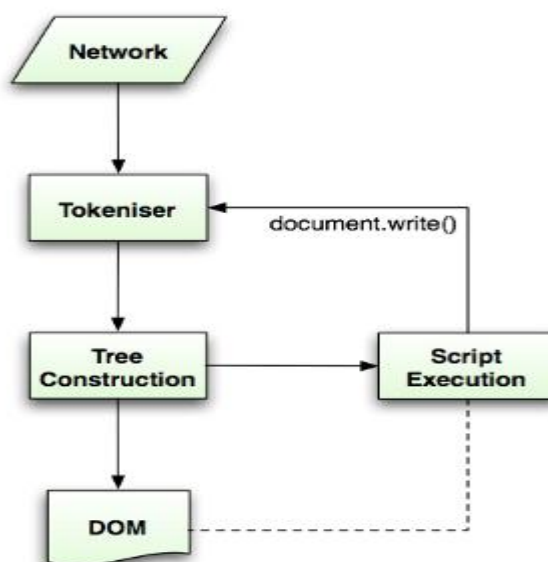 Network
Tokeniser
document.write()
Tree
Construction
Script
Execution
DOM